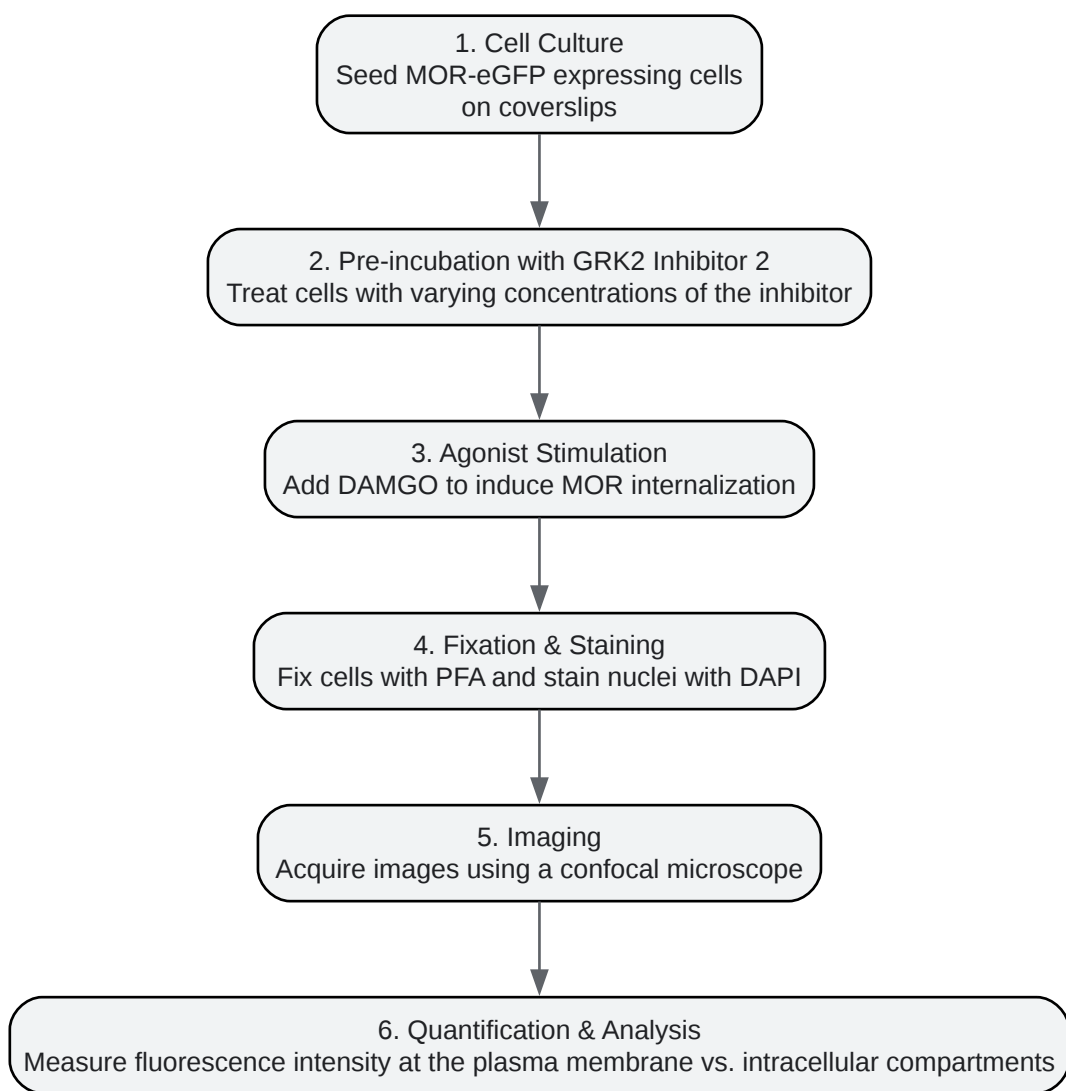 1. Cell Culture
Seed MOR-eGFP expressing cells
on coverslips
2. Pre-incubation with GRK2 Inhibitor 2
Treat cells with varying concentrations of the inhibitor
3. Agonist Stimulation
Add DAMGO to induce MOR internalization
4. Fixation & Staining
Fix cells with PFA and stain nuclei with DAPI
5. Imaging
Acquire images using a confocal microscope
6. Quantification & Analysis
Measure fluorescence intensity at the plasma membrane vs. intracellular compartments